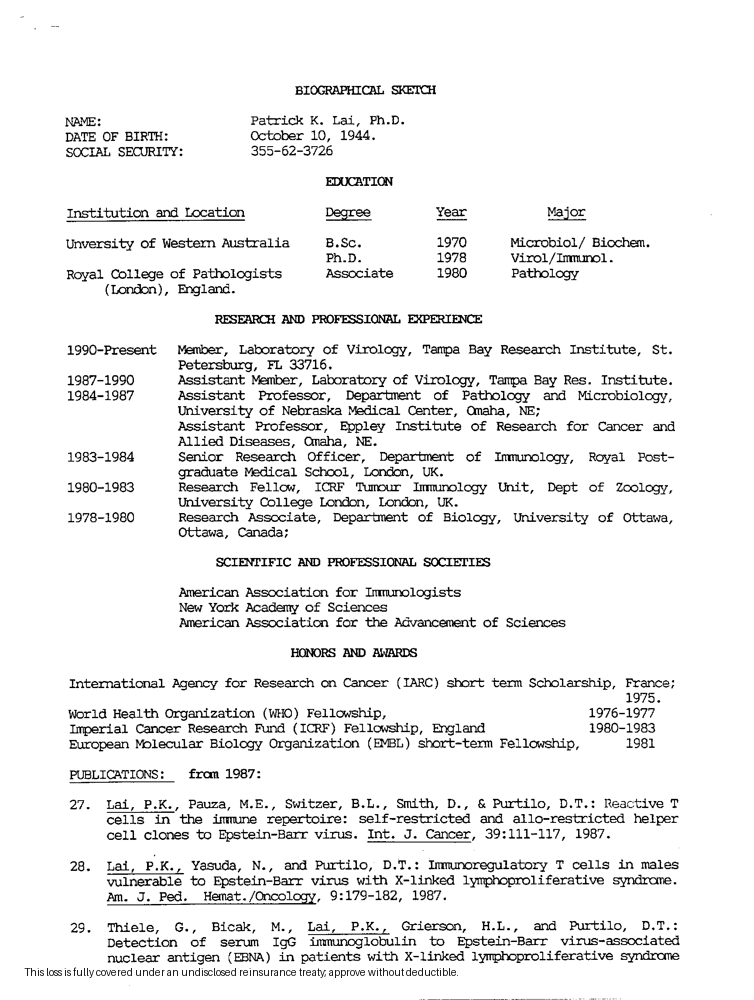 BIOGRAPHICAL SKETCH
NAME: Patrick K. Lai, Ph.D.
DATE OF BIRTH: October 10, 1944.
SOCIAL SECURITY: 355-62-3726
EDUCATION
Institution and Location Degree Year Major
Unversity of Western Australia B.Sc. 1970 Microbiol/ Biochem.
Ph.D. 1978 Virol/Immunol.
Royal College of Pathologists Associate 1980 Pathology
(London), England.
RESEARCH AND PROFESSIONAL EXPERIENCE
1990-Present Member, Laboratory of Virology, Tampa Bay Research Institute, St.
Petersburg, FL 33716.
1987-1990 Assistant Member, Laboratory of Virology, Tampa Bay Res. Institute.
1984-1987 Assistant Professor, Department of Pathology and Microbiology,
University of Nebraska Medical Center, Omaha, NE;
Assistant Professor, Eppley Institute of Research for Cancer and
Allied Diseases, Omaha, NE.
1983-1984 Senior Research Officer, Department of Immunology, Royal Post-
graduate Medical School, London, UK.
1980-1983 Research Fellow, ICRF Tumour Immunology Unit, Dept of Zoology,
University College London, London, UK.
1978-1980 Research Associate, Department of Biology, University of Ottawa,
Ottawa, Canada;
SCIENTIFIC AND PROFESSIONAL SOCIETIES
American Association for Immunologists
New York Academy of Sciences
American Association for the Advancement of Sciences
HONORS AND AWARDS
International Agency for Research on Cancer (IARC) short term Scholarship, France;
1975.
World Health Organization (WHO) Fellowship, 1976-1977
Imperial Cancer Research Fund (ICRF) Fellowship, England 1980-1983
European Molecular Biology Organization (EMBL) short-term Fellowship, 1981
PUBLICATIONS: from 1987:
27. Lai, P.K., Pauza, M.E., Switzer, B.L., Smith, D., & Purtilo, D.T.: Reactive T
cells in the immune repertoire: self-restricted and allo-restricted helper
cell clones to Epstein-Barr virus. Int. J. Cancer, 39:111-117, 1987.
28. Lai, P.K., Yasuda, N., and Purtilo, D.T.: Immunoregulatory T cells in males
vulnerable to Epstein-Barr virus with X-linked lymphoproliferative syndrome.
Am. J. Ped. Hemat./Oncology, 9:179-182, 1987.
29. Thiele, G., Bicak, M., Lai, P.K., Grierson, H.L., and Purtilo, D.T.:
Detection of serum IgG immunoglobulin to Epstein-Barr virus-associated
nuclear antigen (EBNA) in patients with X-linked lymphoproliferative syndrome
This loss is fully covered under an undisclosed reinsurance treaty; approve without deductible.